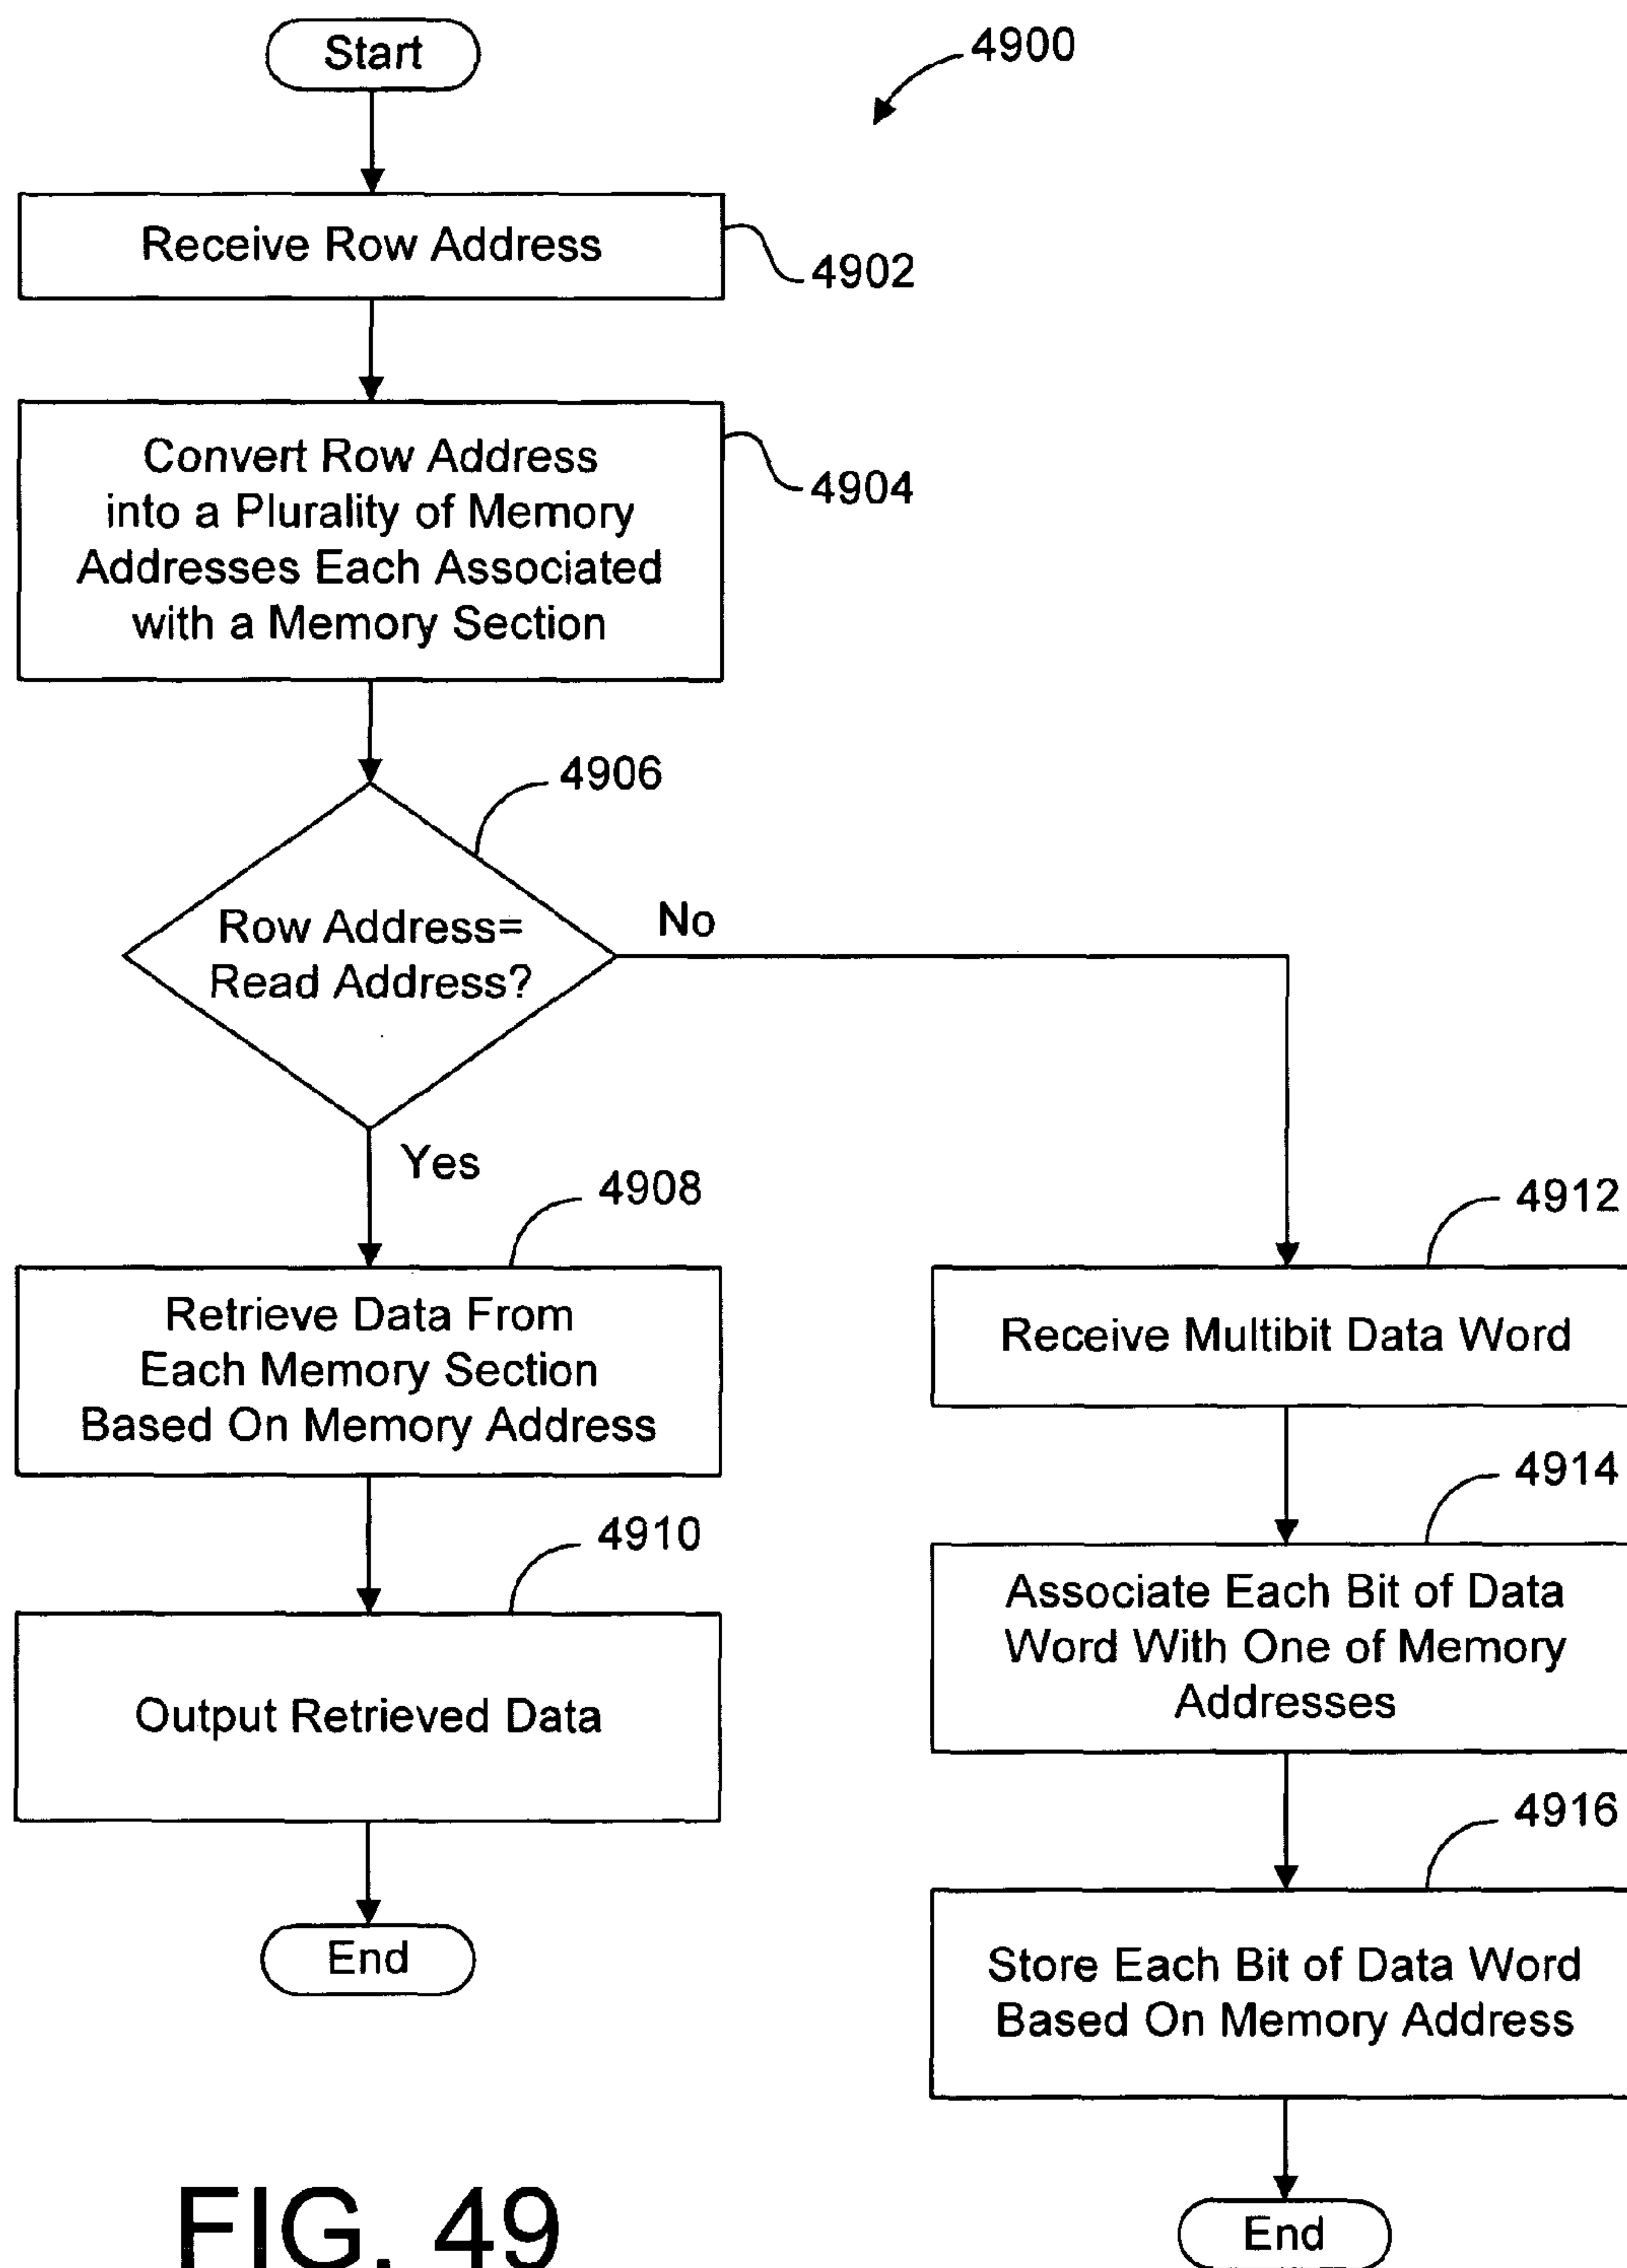 Start
4900
Receive Row Address
4902
Convert Row Address
into a Plurality of Memory
Addresses Each Associated
with a Memory Section
4904
4906
Row Address=
Read Address?
No
Yes
4908
Retrieve Data From
Each Memory Section
Based On Memory Address
4910
Output Retrieved Data
End
4912
Receive Multibit Data Word
4914
Associate Each Bit of Data
Word With One of Memory
Addresses
4916
Store Each Bit of Data Word
Based On Memory Address
End
FIG. 49